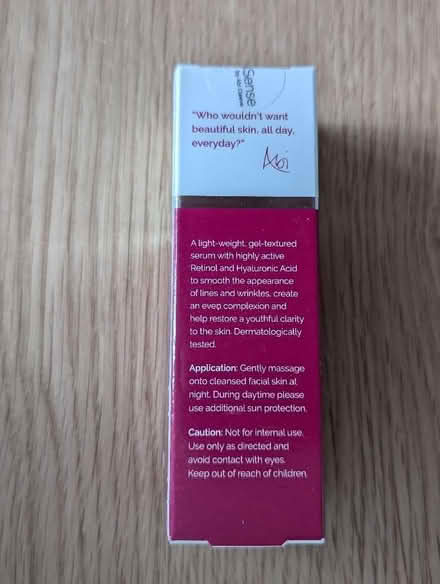 Sense
by Abi Cleeve
"Who wouldn't want
beautiful skin, all day,
everyday?"
Abi
A light-weight, gel-textured
serum with highly active
Retinol and Hyaluronic Acid
to smooth the appearance
of lines and wrinkles, create
an even complexion and
help restore a youthful clarity
to the skin. Dermatologically
tested.
Application: Gently massage
onto cleansed facial skin at
night. During daytime please
use additional sun protection.
Caution: Not for internal use.
Use only as directed and
avoid contact with eyes.
Keep out of reach of children.